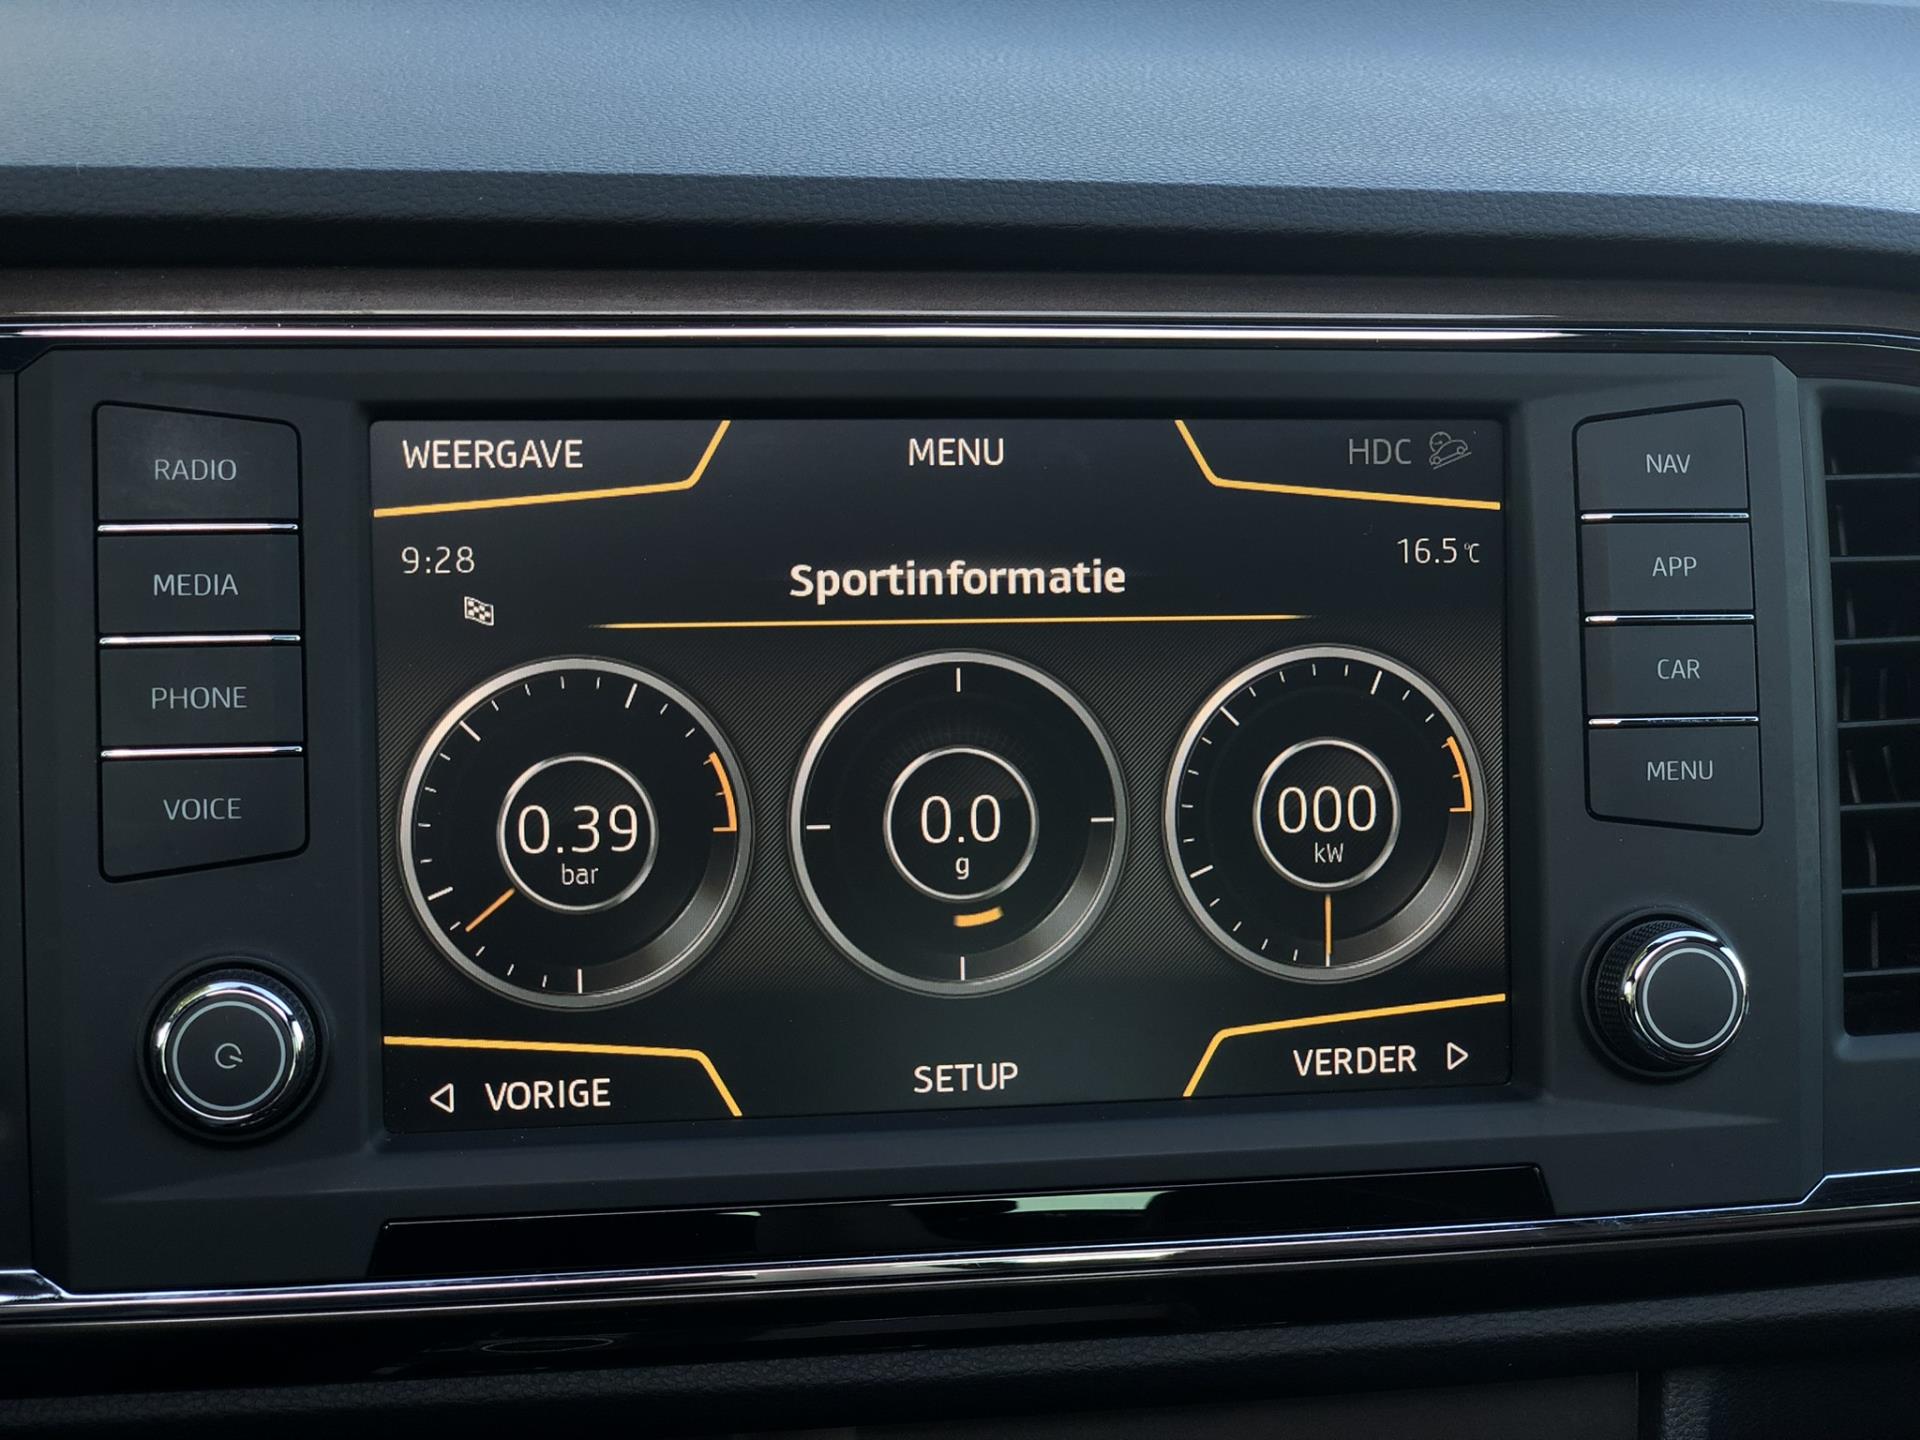 RADIO
MEDIA
PHONE
VOICE
WEERGAVE
MENU
HDC
9:28
16.5°C
Sportinformatie
0.39
bar
0.0
g
000
kW
VORIGE
SETUP
VERDER
NAV
APP
CAR
MENU